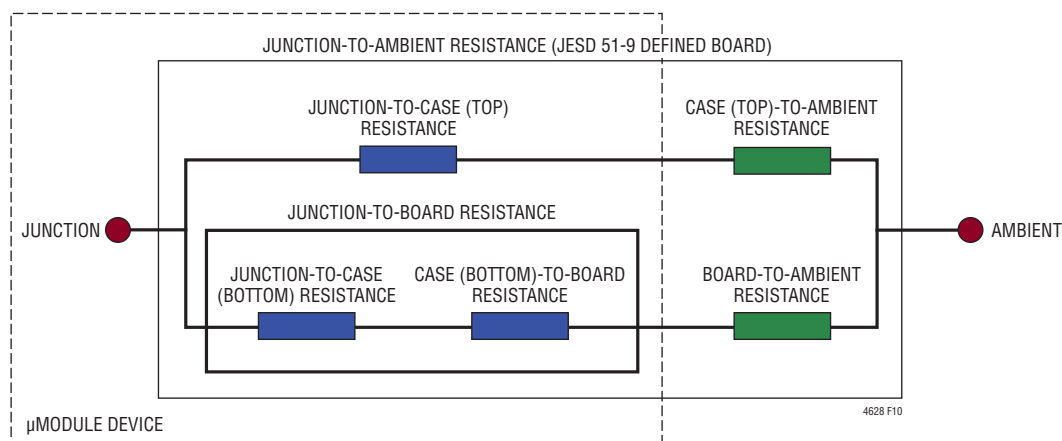 JUNCTION-TO-AMBIENT RESISTANCE (JESD 51-9 DEFINED BOARD)
JUNCTION-TO-CASE (TOP)
RESISTANCE
CASE (TOP)-TO-AMBIENT
RESISTANCE
JUNCTION-TO-BOARD RESISTANCE
JUNCTION
AMBIENT
JUNCTION-TO-CASE
(BOTTOM) RESISTANCE
CASE (BOTTOM)-TO-BOARD
RESISTANCE
BOARD-TO-AMBIENT
RESISTANCE
4628 F10
µMODULE DEVICE